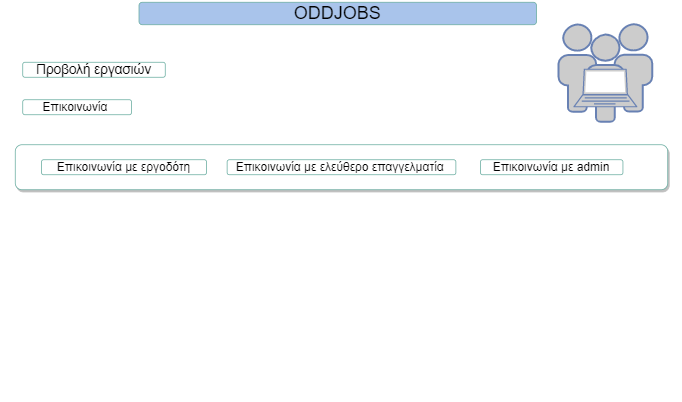 ODDJOBS
Προβολή εργασιών
Επικοινωνία
Επικοινωνία με εργοδότη
Επικοινωνία με ελεύθερο επαγγελματία
Επικοινωνία με admin